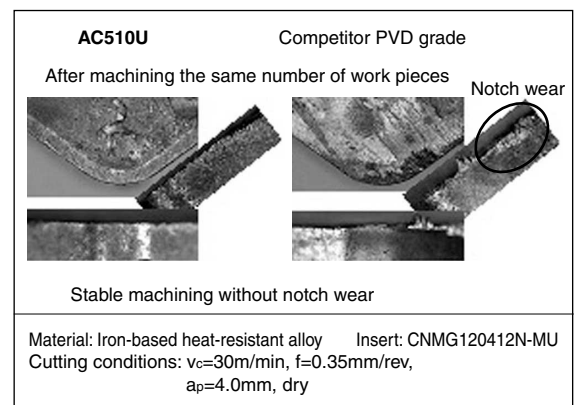 AC510U Competitor PVD grade
After machining the same number of work pieces
Notch wear
Stable machining without notch wear
Material: Iron-based heat-resistant alloy Insert: CNMG120412N-MU
Cutting conditions: vc=30m/min, f=0.35mm/rev,
ap=4.0mm, dry